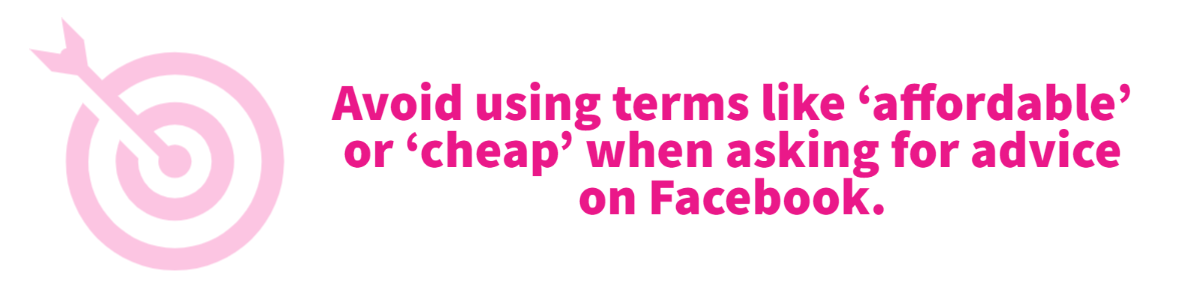 Avoid using terms like ‘affordable’
or ‘cheap’ when asking for advice
on Facebook.